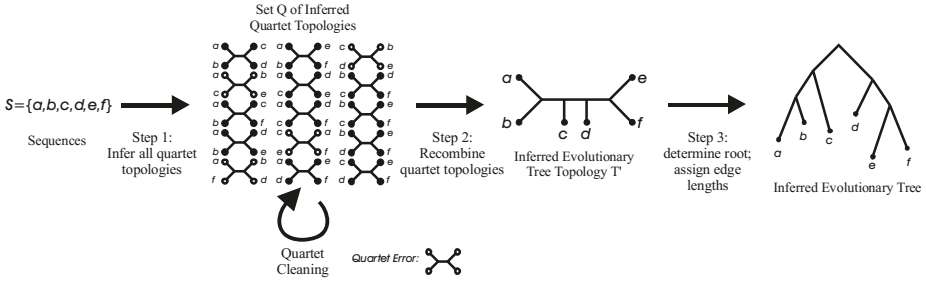 Set Q of Inferred
Quartet Topologies
a c a e c b
b d b f d e
a b a d b d
c e c e c f
a c a d b e
b f c f c f
a d c a b e
b e e f d f
a b a e c e
f d d f d f
S={a,b,c,d,e,f}
Sequences
Step 1:
Infer all quartet
topologies
Quartet
Cleaning
Quartet Error:
Step 2:
Recombine
quartet topologies
a e
b c d f
Inferred Evolutionary
Tree Topology T'
Step 3:
determine root;
assign edge
lengths
a b c d e f
Inferred Evolutionary Tree